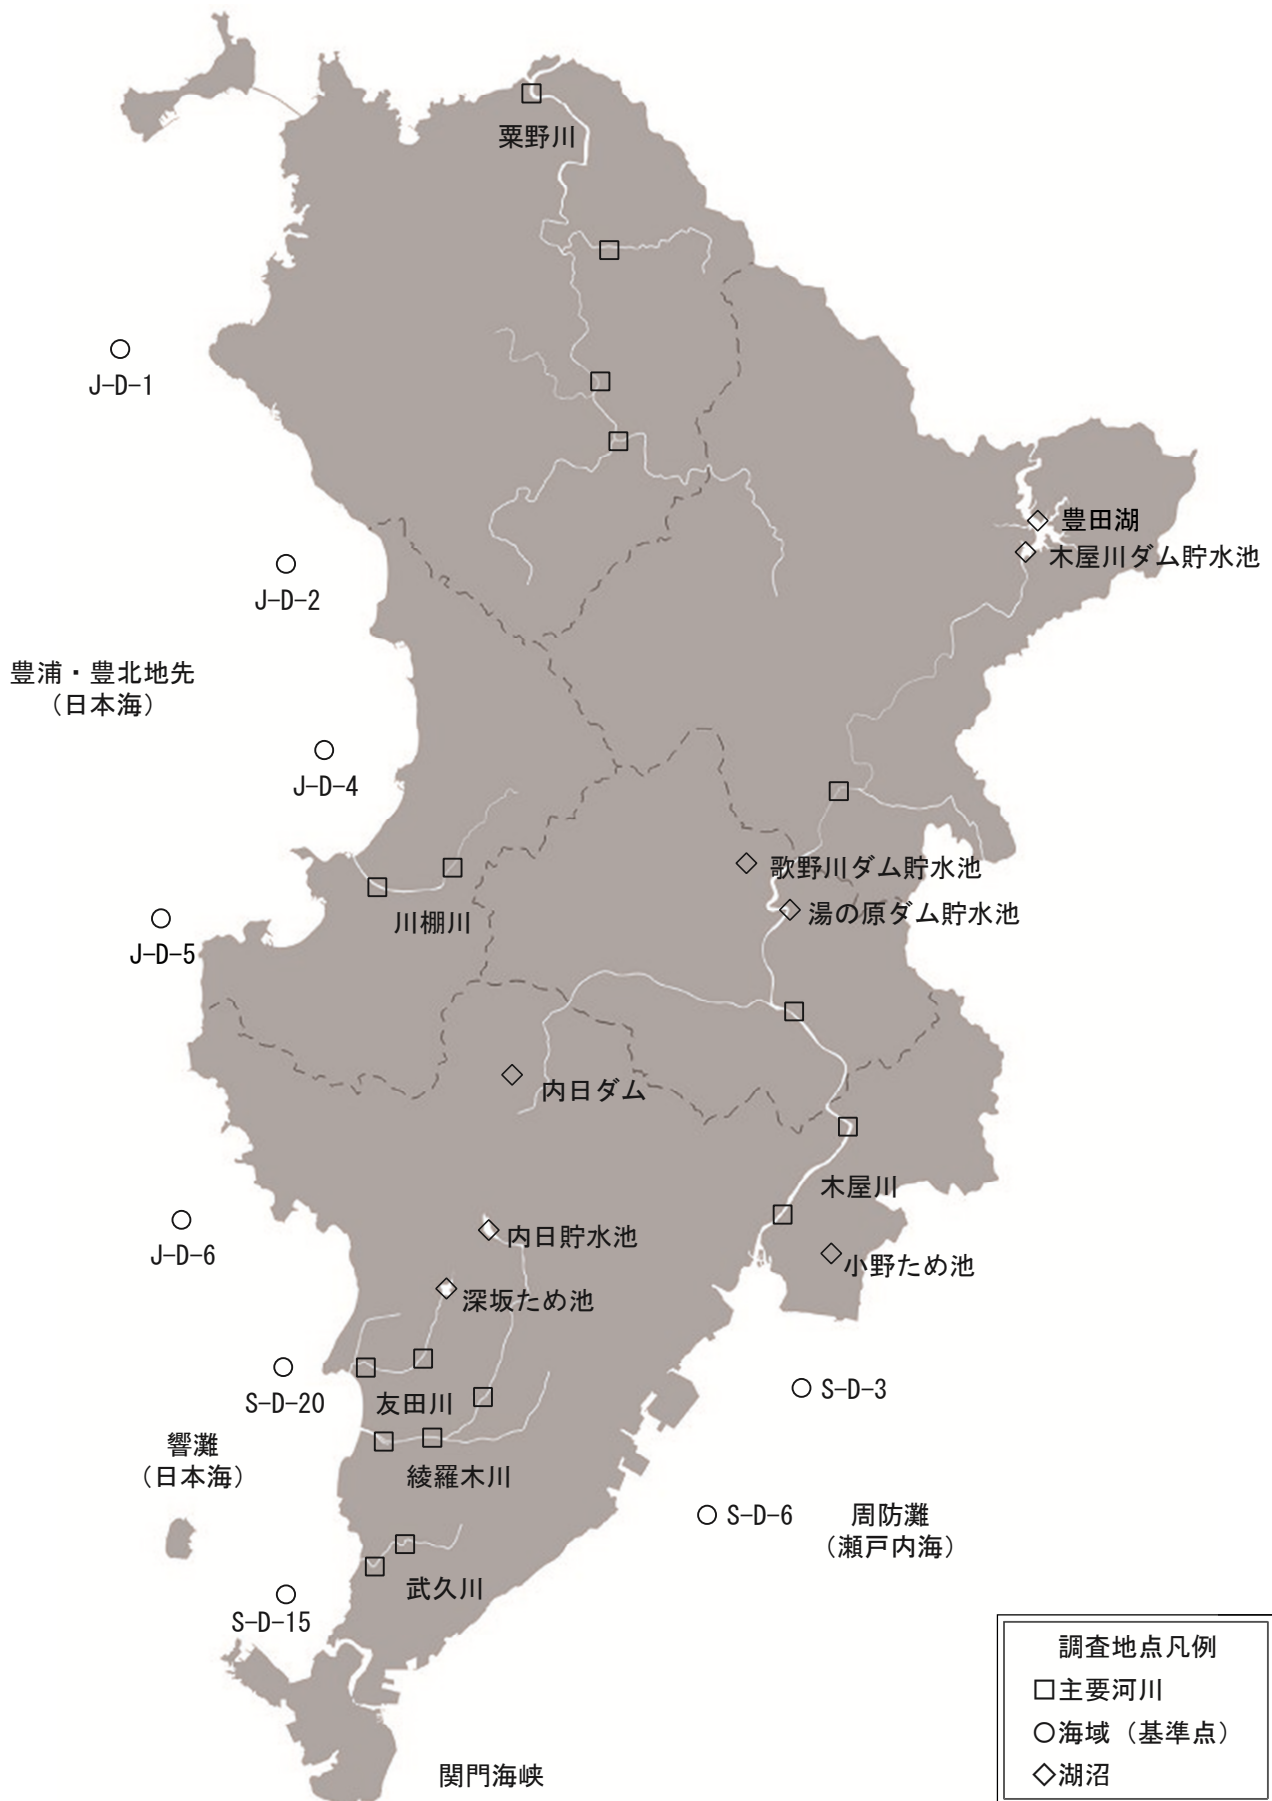 粟野川
J-D-1
豊田湖
木屋川ダム貯水池
J-D-2
豊浦・豊北地先
（日本海）
J-D-4
歌野川ダム貯水池
湯の原ダム貯水池
川棚川
J-D-5
内日ダム
木屋川
内日貯水池
J-D-6
小野ため池
深坂ため池
S-D-3
S-D-20
友田川
響灘
（日本海）
綾羅木川
S-D-6
周防灘
（瀬戸内海）
武久川
S-D-15
関門海峡
調査地点凡例
□主要河川
○海域（基準点）
◇湖沼